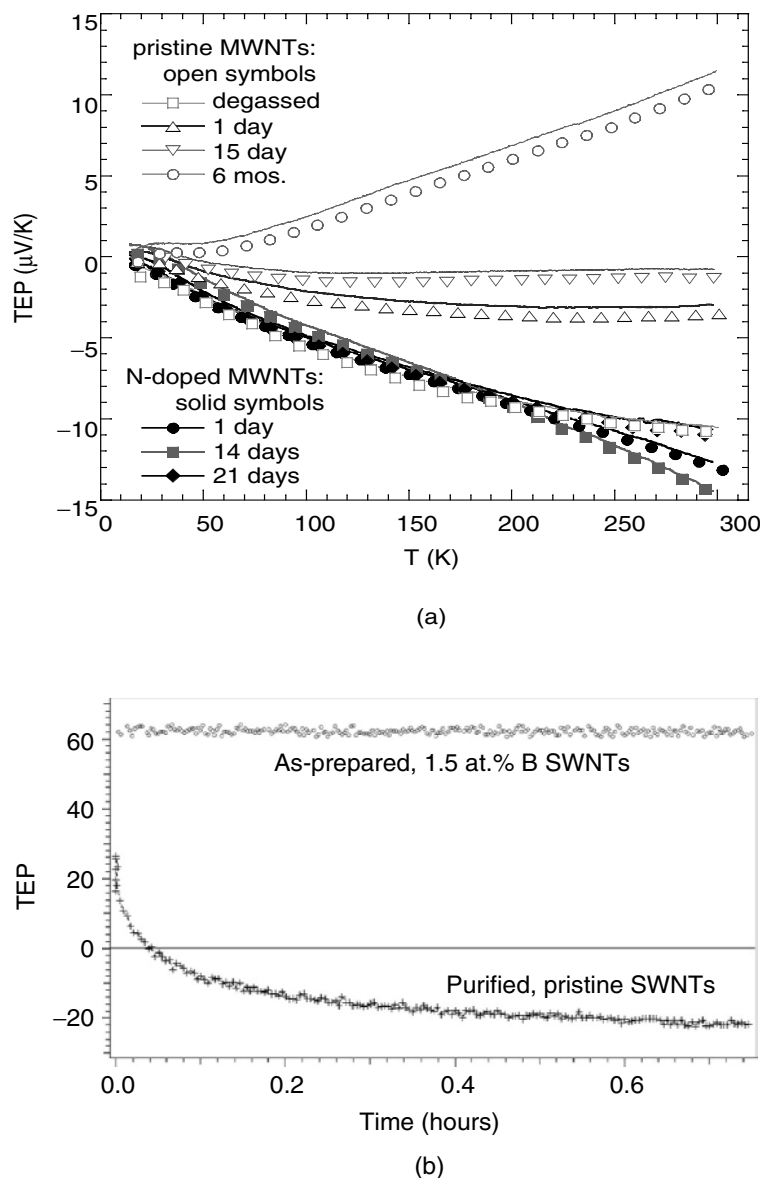 15
10
5
0
−5
−10
−15
TEP (μV/K)
pristine MWNTs:
open symbols
degassed
1 day
15 day
6 mos.
N-doped MWNTs:
solid symbols
1 day
14 days
21 days
0
50
100
150
200
250
300
T (K)
(a)
60
40
20
0
−20
TEP
As-prepared, 1.5 at.% B SWNTs
Purified, pristine SWNTs
0.0
0.2
0.4
0.6
Time (hours)
(b)